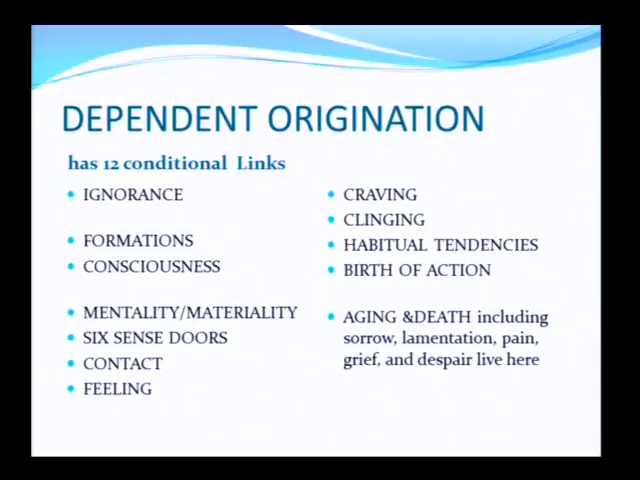 DEPENDENT ORIGINATION
has 12 conditional Links
IGNORANCE
FORMATIONS
CONSCIOUSNESS
MENTALITY/MATERIALITY
SIX SENSE DOORS
CONTACT
FEELING
CRAVING
CLINGING
HABITUAL TENDENCIES
BIRTH OF ACTION
AGING &DEATH including
sorrow, lamentation, pain,
grief, and despair live here